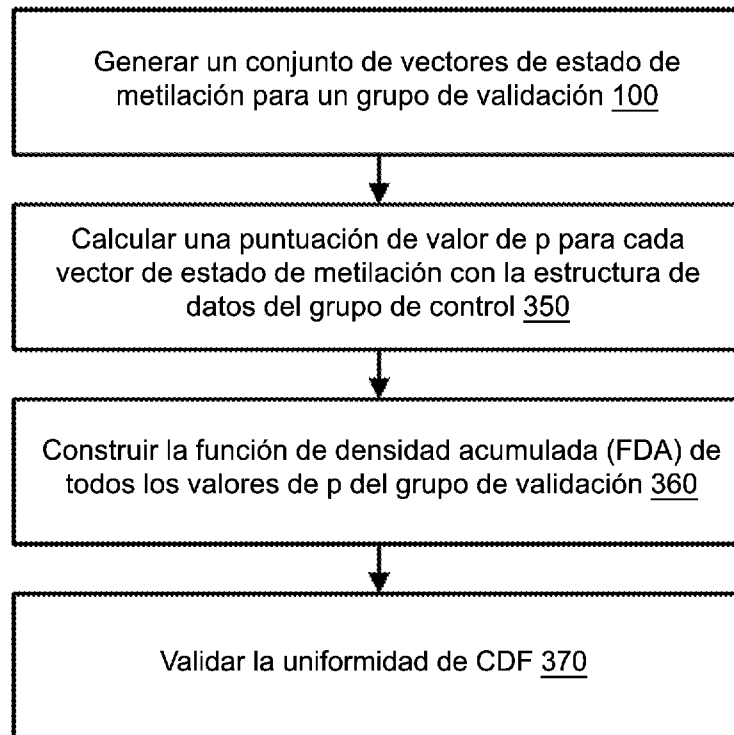 Generar un conjunto de vectores de estado de
metilación para un grupo de validación 100
Calcular una puntuación de valor de p para cada
vector de estado de metilación con la estructura de
datos del grupo de control 350
Construir la función de densidad acumulada (FDA) de
todos los valores de p del grupo de validación 360
Validar la uniformidad de CDF 370